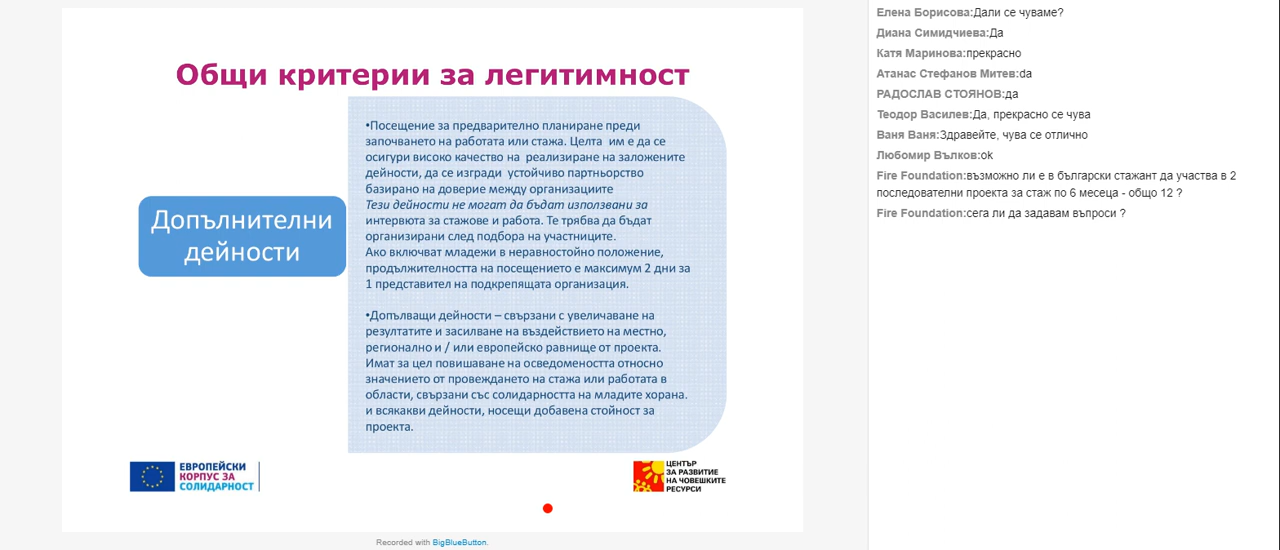 Общи критерии за легитимност
Допълнителни
дейности
•Посещение за предварително планиране преди
започването на работата или стажа. Целта им е да се
осигури високо качество на реализиране на заложените
дейности, да се изгради устойчиво партньорство
базирано на доверие между организациите
Тези дейности не могат да бъдат използвани за
интервюта за стажове и работа. Те трябва да бъдат
организирани след подбора на участниците.
Ако включват младежи в неравностойно положение,
продължителността на посещението е максимум 2 дни за
1 представител на подкрепящата организация.
•Допълващи дейности – свързани с увеличаване на
резултатите и засилване на въздействието на местно,
регионално и / или европейско равнище от проекта.
Имат за цел повишаване на осведомеността относно
значението от провеждането на стажа или работата в
области, свързани със солидарността на младите хорана.
и всякакви дейности, носещи добавена стойност за
проекта.
ЕВРОПЕЙСКИ
КОРПУС ЗА
СОЛИДАРНОСТ
ЦЕНТЪР
ЗА РАЗВИТИЕ
НА ЧОВЕШКИТЕ
РЕСУРСИ
Recorded with BigBlueButton.
Елена Борисова:Дали се чуваме?
Диана Симидчиева:Да
Катя Маринова:прекрасно
Атанас Стефанов Митев:da
РАДОСЛАВ СТОЯНОВ:да
Теодор Василев:Да, прекрасно се чува
Ваня Ваня:Здравейте, чува се отлично
Любомир Вълков:ok
Fire Foundation:възможно ли е в български стажант да участва в 2
последователни проекта за стаж по 6 месеца - общо 12 ?
Fire Foundation:сега ли да задавам въпроси ?